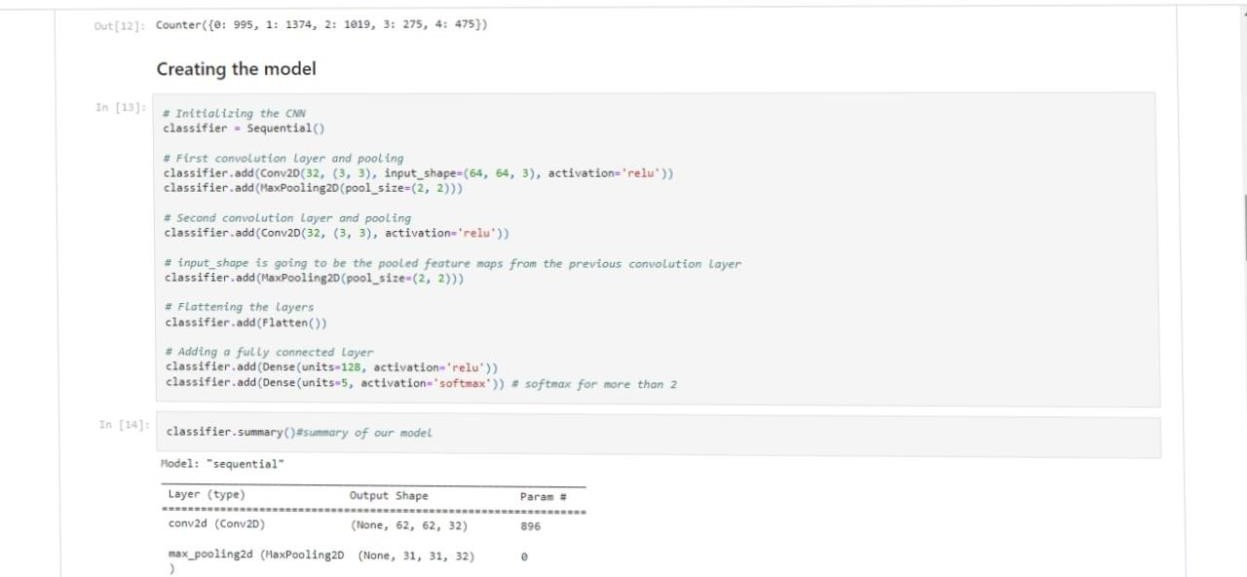 Out[12]: Counter({0: 995, 1: 1374, 2: 1019, 3: 275, 4: 475})
Creating the model
In [13]:
# Initializing the CNN
classifier = Sequential()
# First convolution layer and pooling
classifier.add(Conv2D(32, (3, 3), input_shape=(64, 64, 3), activation='relu'))
classifier.add(MaxPooling2D(pool_size=(2, 2)))
# Second convolution layer and pooling
classifier.add(Conv2D(32, (3, 3), activation='relu'))
# input_shape is going to be the pooled feature maps from the previous convolution layer
classifier.add(MaxPooling2D(pool_size=(2, 2)))
# Flattening the layers
classifier.add(Flatten())
# Adding a fully connected layer
classifier.add(Dense(units=128, activation='relu'))
classifier.add(Dense(units=5, activation='softmax')) # softmax for more than 2
In [14]:
classifier.summary()#summary of our model
Model: "sequential"
Layer (type) Output Shape Param #
conv2d (Conv2D) (None, 62, 62, 32) 896
max_pooling2d (MaxPooling2D (None, 31, 31, 32) 0
)